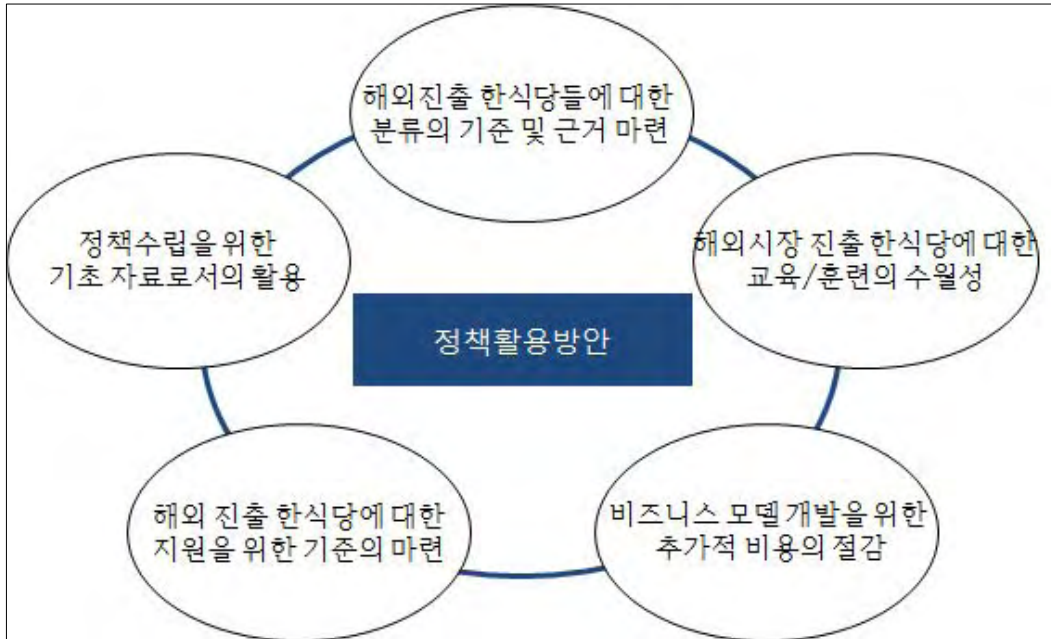 해외진출 한식당들에 대한
분류의 기준 및 근거 마련
정책수립을 위한
기초 자료로서의 활용
해외시장 진출 한식당에 대한
교육/훈련의 수월성
정책활용방안
해외 진출 한식당에 대한
지원을 위한 기준의 마련
비즈니스 모델 개발을 위한
추가적 비용의 절감